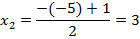 x₂ = (−(−5) + 1)/2 = 3